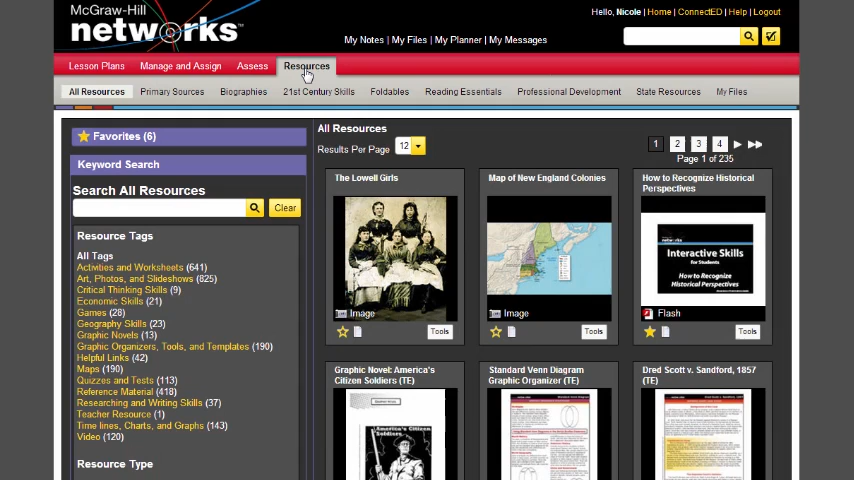 McGraw-Hill
networks
Hello, Nicole | Home | ConnectED | Help | Logout
My Notes | My Files | My Planner | My Messages
Lesson Plans Manage and Assign Assess Resources
All Resources Primary Sources Biographies 21st Century Skills Foldables Reading Essentials Professional Development State Resources My Files
Favorites (6)
Keyword Search
Search All Resources
Clear
Resource Tags
All Tags
Activities and Worksheets (641)
Art, Photos, and Slideshows (825)
Critical Thinking Skills (9)
Economic Skills (21)
Games (28)
Geography Skills (23)
Graphic Novels (13)
Graphic Organizers, Tools, and Templates (190)
Helpful Links (42)
Maps (190)
Quizzes and Tests (113)
Reference Material (418)
Researching and Writing Skills (37)
Teacher Resource (1)
Time lines, Charts, and Graphs (143)
Video (120)
Resource Type
All Resources
Results Per Page 12
1 2 3 4
Page 1 of 235
The Lowell Girls
Image
Tools
Map of New England Colonies
Image
Tools
How to Recognize Historical
Perspectives
networks
Interactive Skills
for Students
How to Recognize
Historical Perspectives
Flash
Tools
Graphic Novel: America's
Citizen Soldiers (TE)
America's
Citizen
Soldiers
Standard Venn Diagram
Graphic Organizer (TE)
Dred Scott v. Sandford, 1857
(TE)